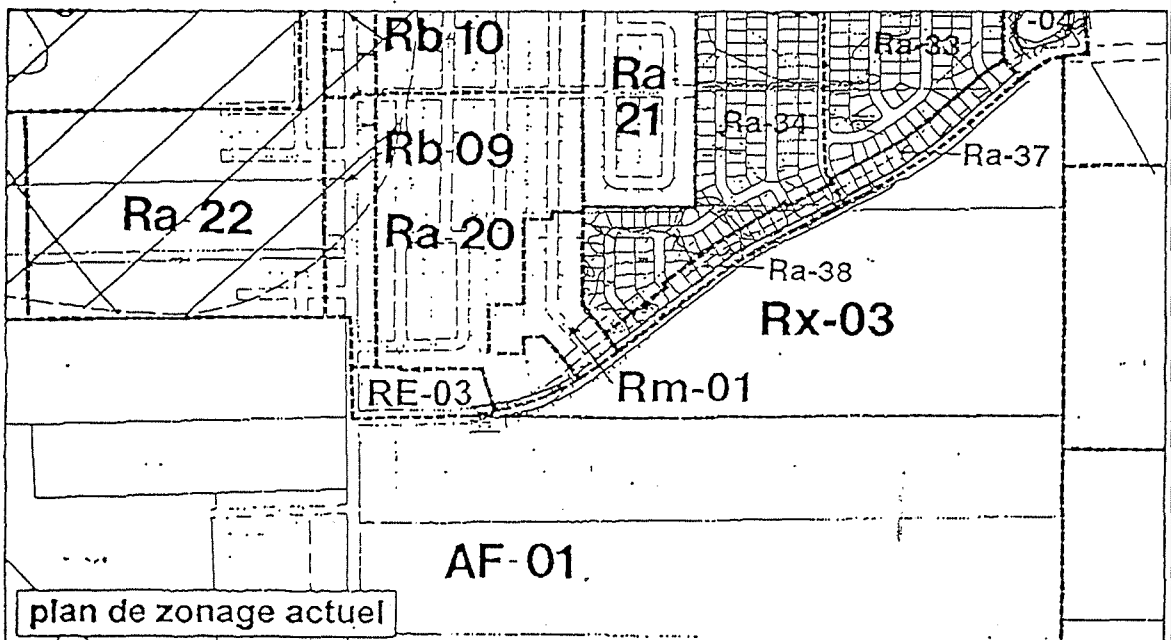 Rb-10
-04
Ra-33
Ra
21
Ra-34
Rb-09
Ra-37
Ra-22
Ra-20
Ra-38
Rx-03
RE-03
Rm-01
AF-01
plan de zonage actuel